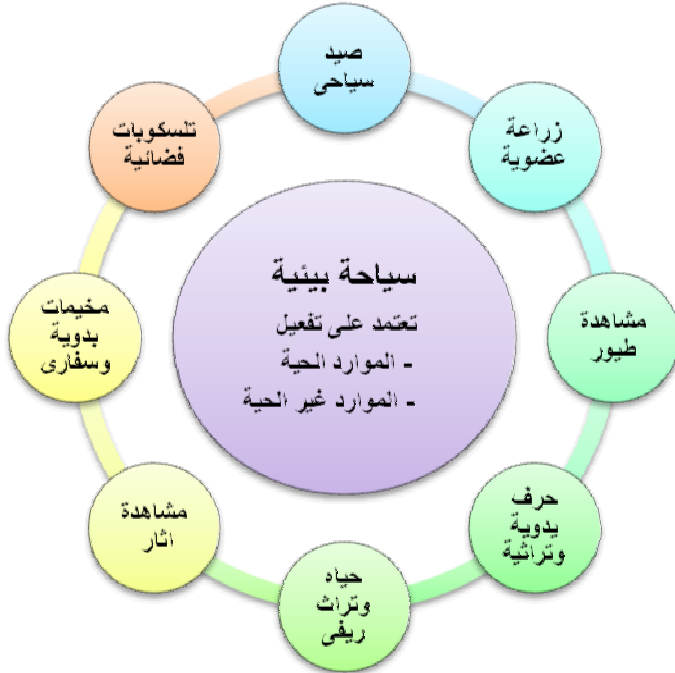 صيد
سياحى
زراعة
عضوية
مشاهدة
طيور
حرف
يدوية
وتراثية
حياه
وتراث
ريفى
مشاهدة
اثار
مخيمات
بدوية
وسفارى
تلسكوبات
فضائية
سياحة بيئية
تعتمد على تفعيل
- الموارد الحية
- الموارد غير الحية